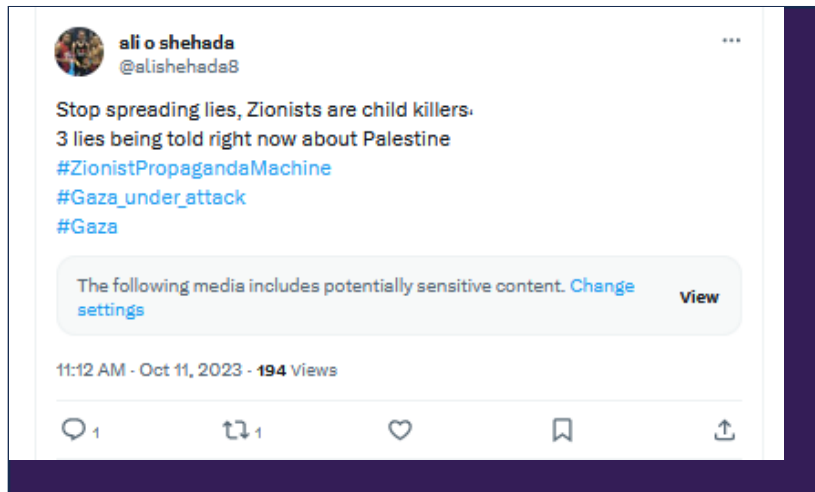 ali o shehada
@alishehada8
Stop spreading lies, Zionists are child killers.
3 lies being told right now about Palestine
#ZionistPropagandaMachine
#Gaza_under_attack
#Gaza
The following media includes potentially sensitive content. Change
settings
View
11:12 AM · Oct 11, 2023 · 194 Views
1
1